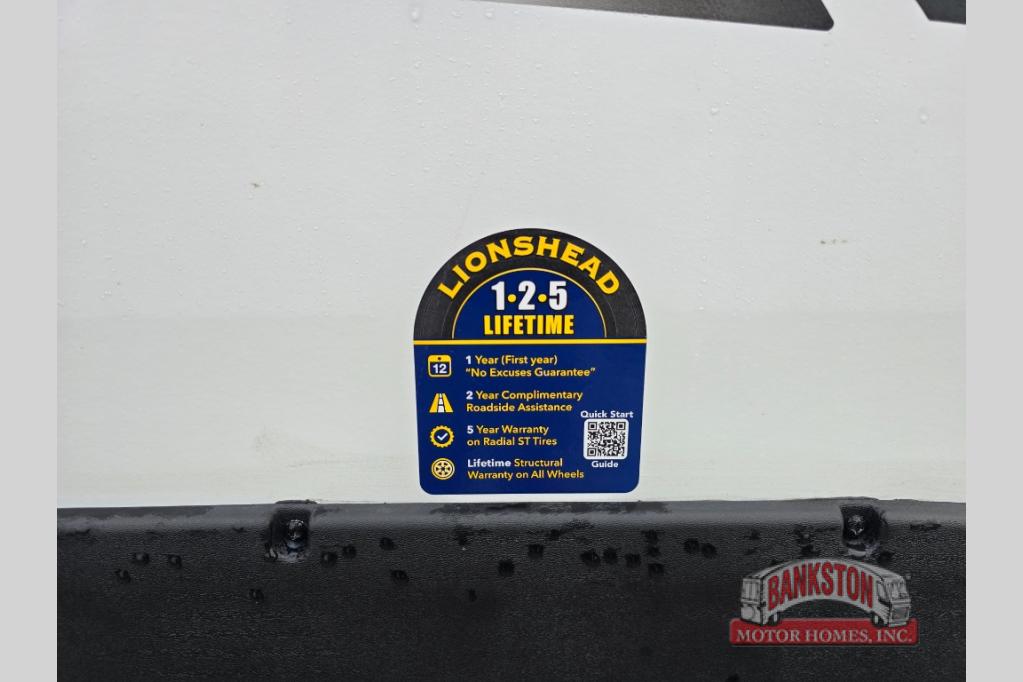 LIONSHEAD
1•2•5
LIFETIME
12
1 Year (First year)
"No Excuses Guarantee"
2 Year Complimentary
Roadside Assistance
Quick Start
5 Year Warranty
on Radial ST Tires
Guide
Lifetime Structural
Warranty on All Wheels
BANKSTON
MOTOR HOMES, INC.